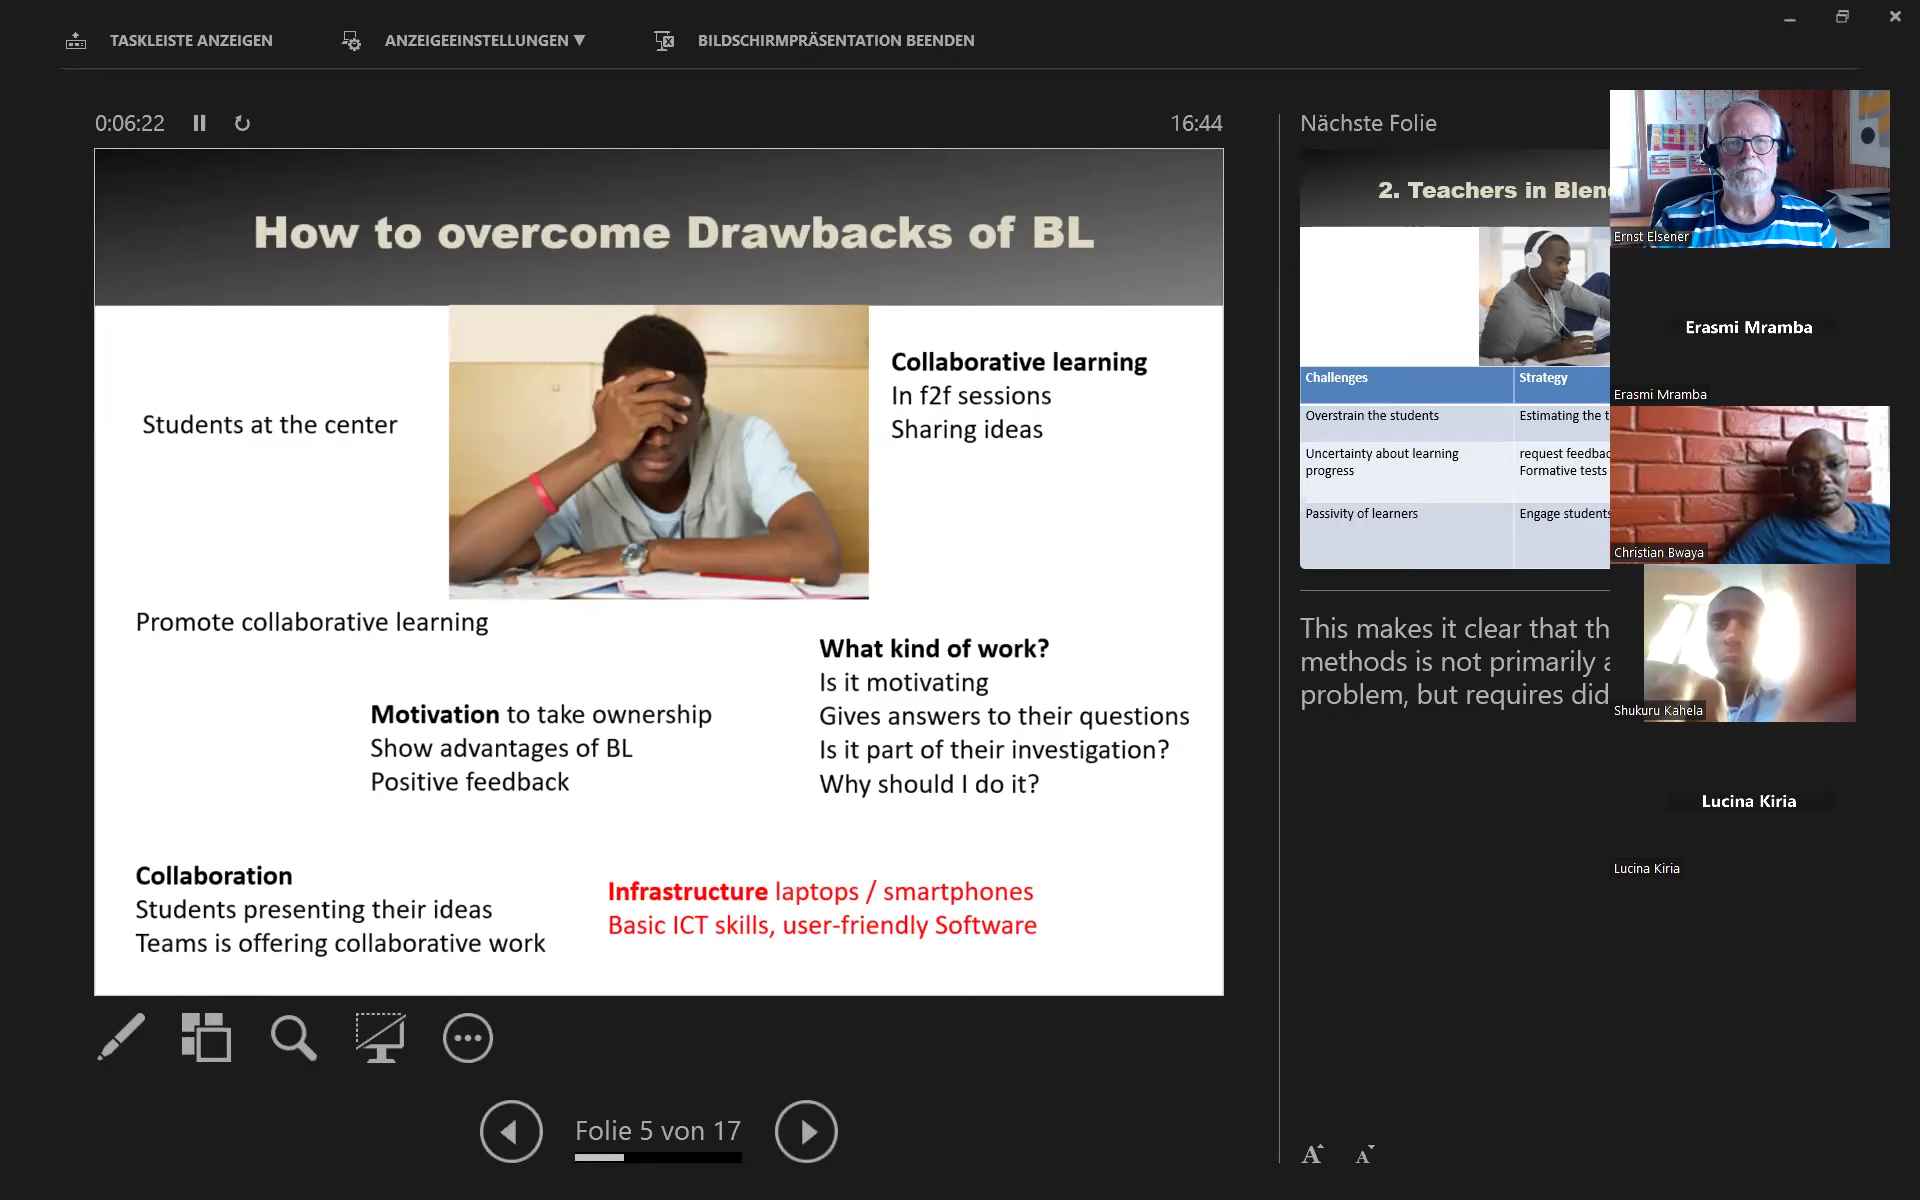 TASKLEISTE ANZEIGEN
ANZEIGEEINSTELLUNGEN ▼
BILDSCHIRMPRÄSENTATION BEENDEN
0:06:22
16:44
How to overcome Drawbacks of BL
Students at the center
Collaborative learning
In f2f sessions
Sharing ideas
Promote collaborative learning
What kind of work?
Is it motivating
Gives answers to their questions
Is it part of their investigation?
Why should I do it?
Motivation to take ownership
Show advantages of BL
Positive feedback
Collaboration
Students presenting their ideas
Teams is offering collaborative work
Infrastructure laptops / smartphones
Basic ICT skills, user-friendly Software
Folie 5 von 17
Nächste Folie
2. Teachers in
Challenges
Strategy
Overstrain the students
Estimating the
Uncertainty about learning
progress
request
Formative tests
Passivity of learners
Engage students
This makes it clear that
methods is not primarily
problem, but requires
A A
Ernst Elsener
Erasmi Mramba
Erasmi Mramba
Christian Bwaya
Shukuru Kahela
Lucina Kiria
Lucina Kiria